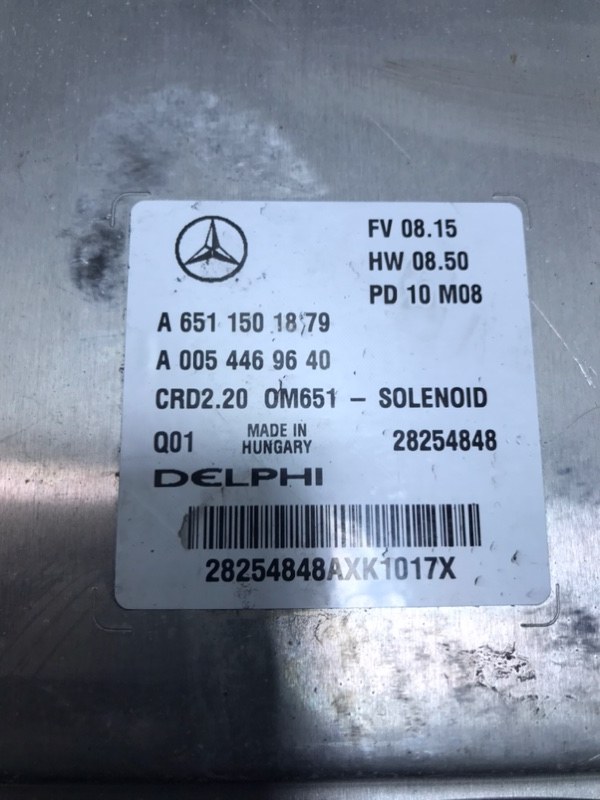 FV 08.15
HW 08.50
PD 10 M08
A 651 150 18 79
A 005 446 96 40
CRD2.20 OM651 – SOLENOID
Q01 MADE IN HUNGARY 28254848
DELPHI
28254848AXK1017X